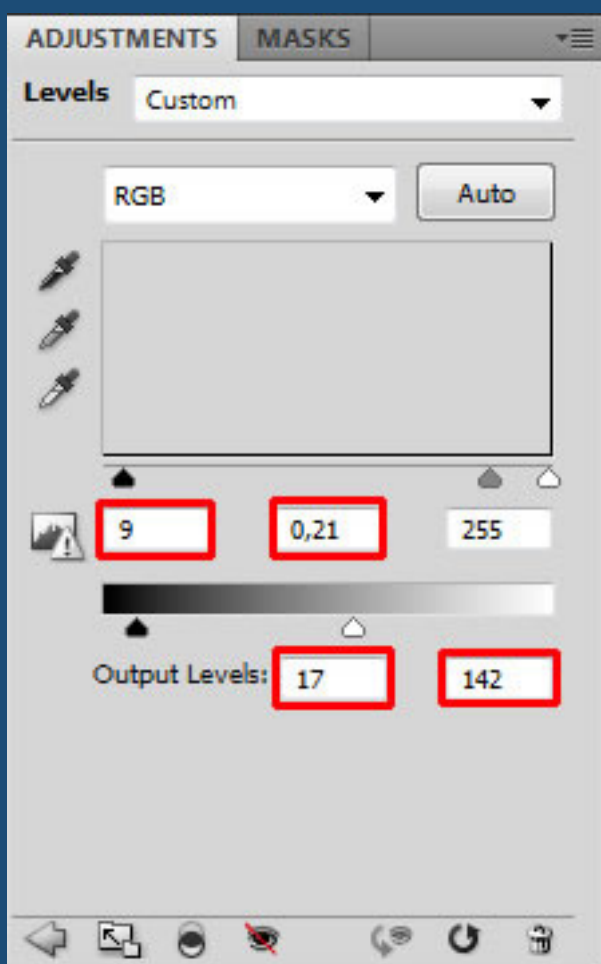 ADJUSTMENTS MASKS
Levels Custom
RGB Auto
9 0,21 255
Output Levels: 17 142